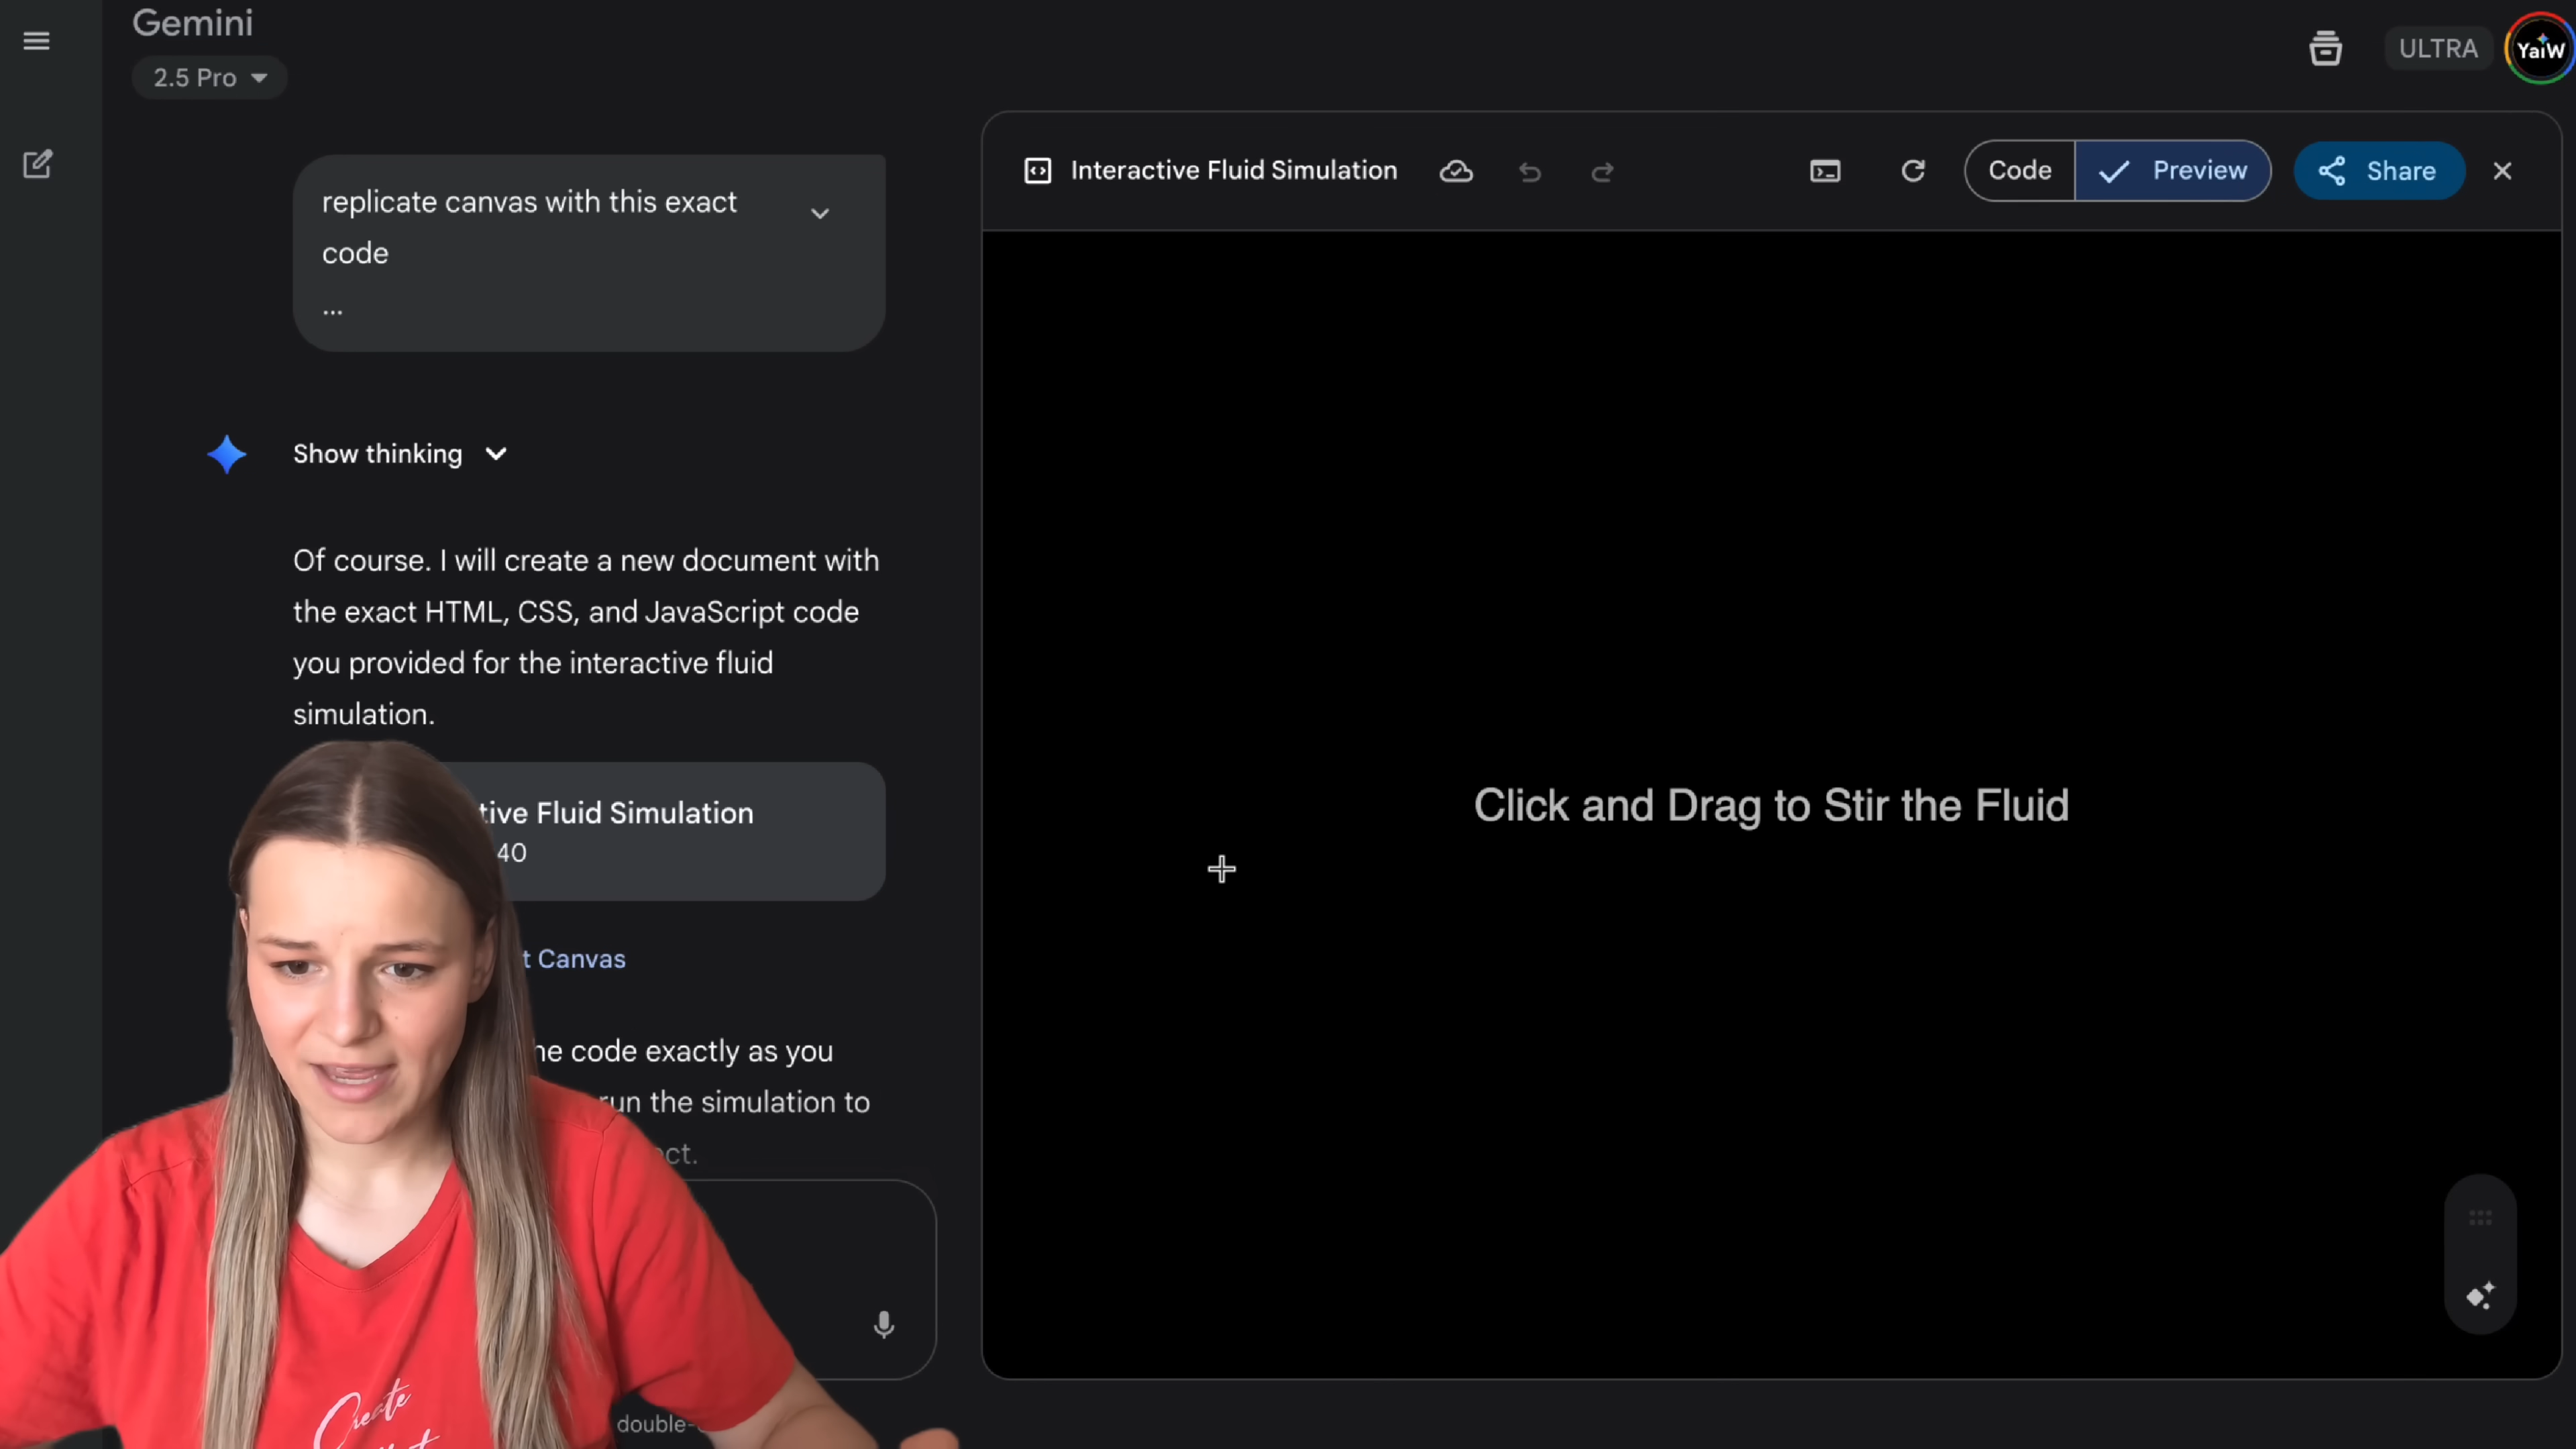 Gemini
2.5 Pro
ULTRA
YaiW
replicate canvas with this exact
code
...
Show thinking
Of course. I will create a new document with
the exact HTML, CSS, and JavaScript code
you provided for the interactive fluid
simulation.
tive Fluid Simulation
40
t Canvas
he code exactly as you
run the simulation to
ct.
double-
Create
Interactive Fluid Simulation
Code
Preview
Share
Click and Drag to Stir the Fluid